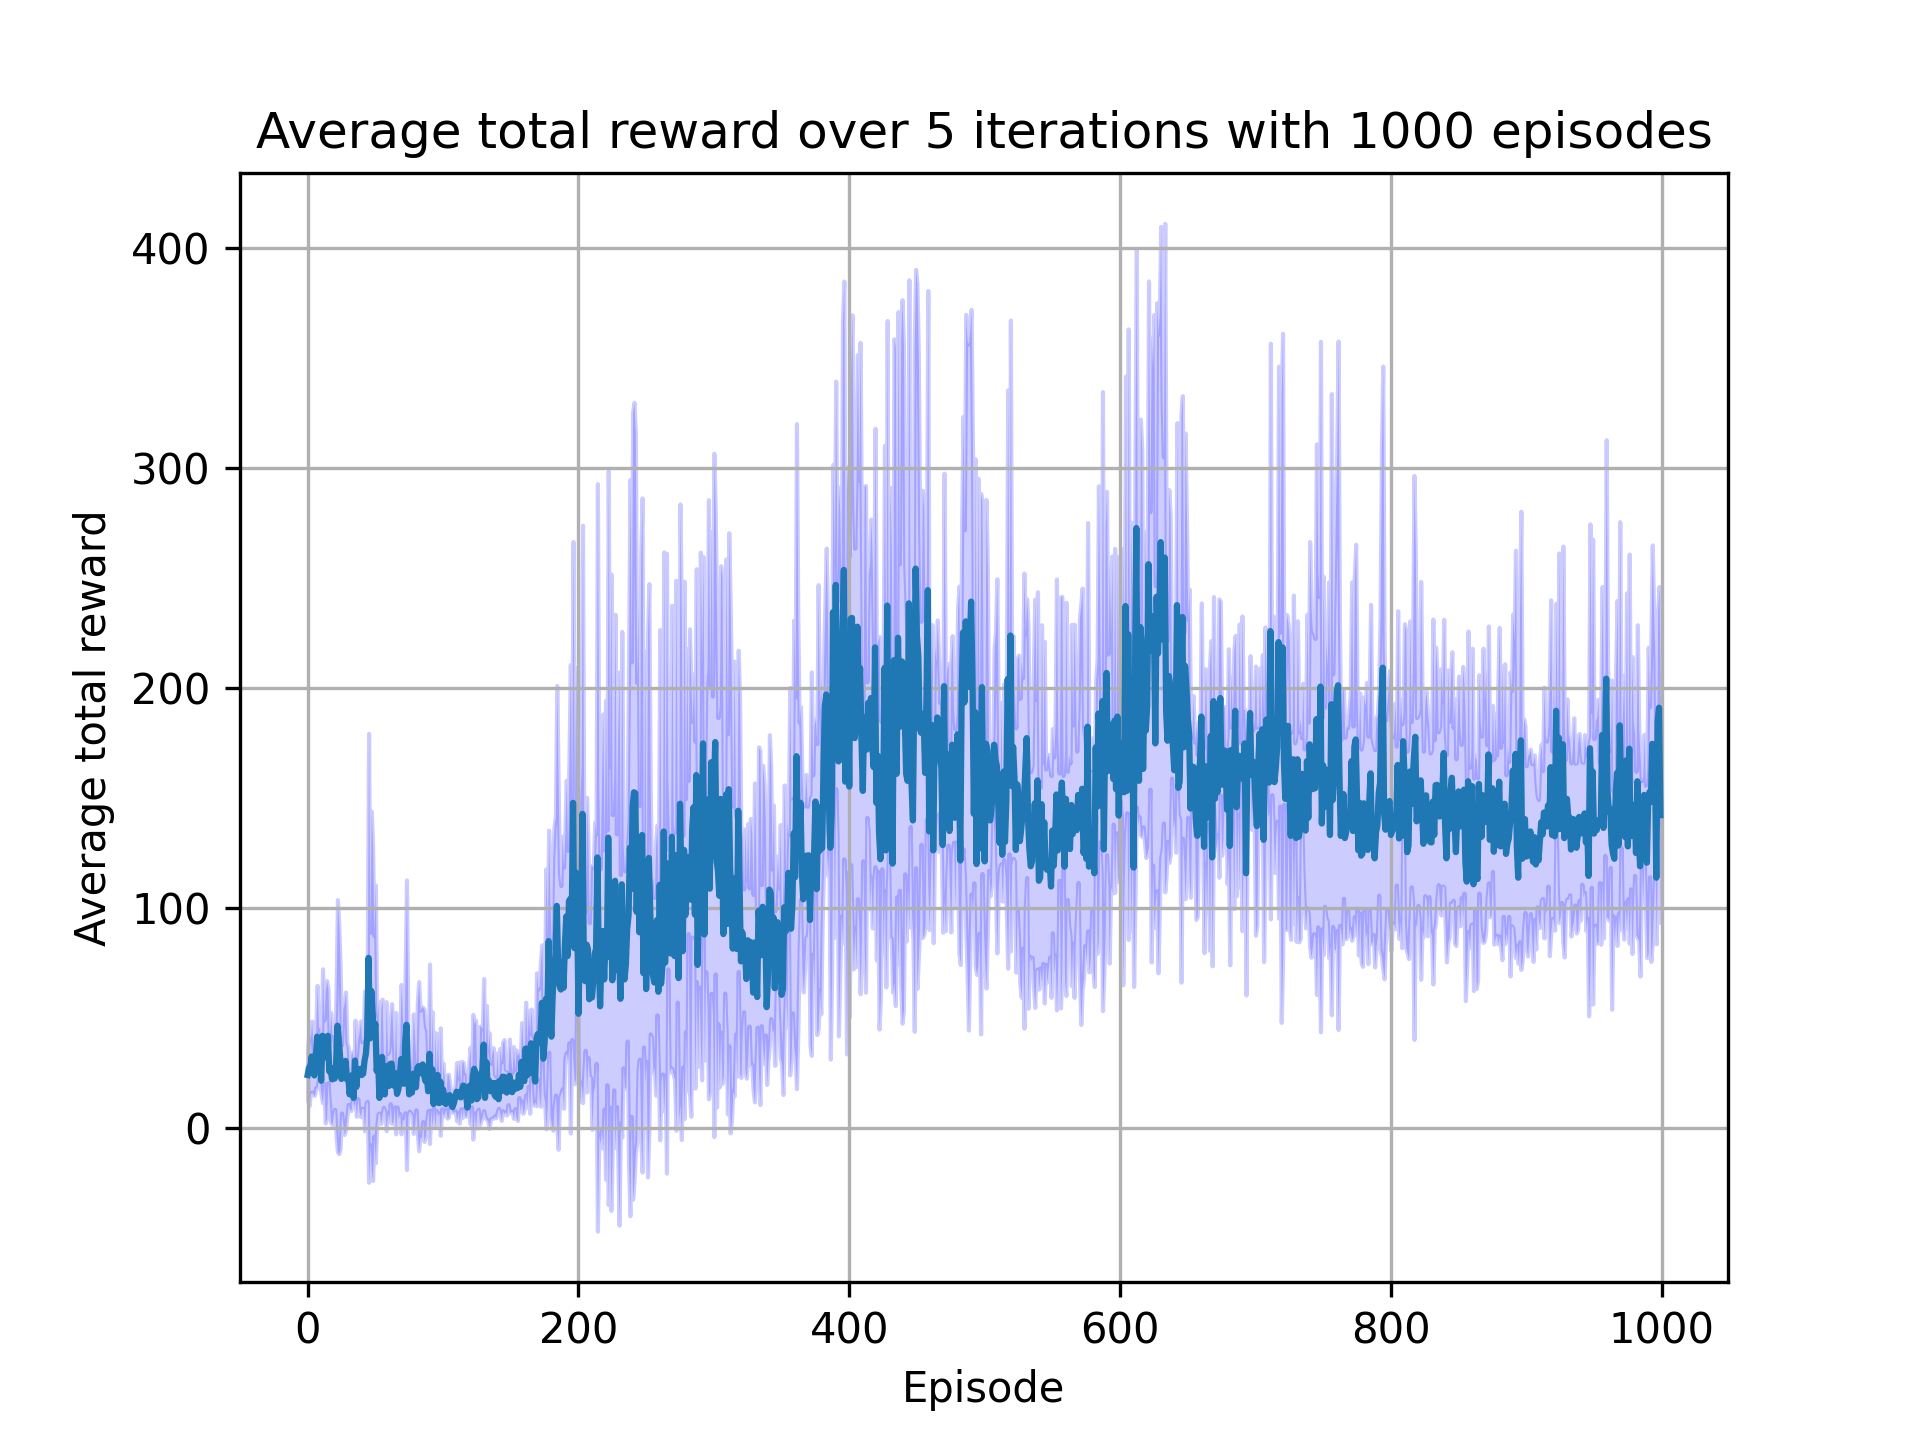 Average total reward over 5 iterations with 1000 episodes
400
300
200
100
0
Average total reward
0 200 400 600 800 1000
Episode